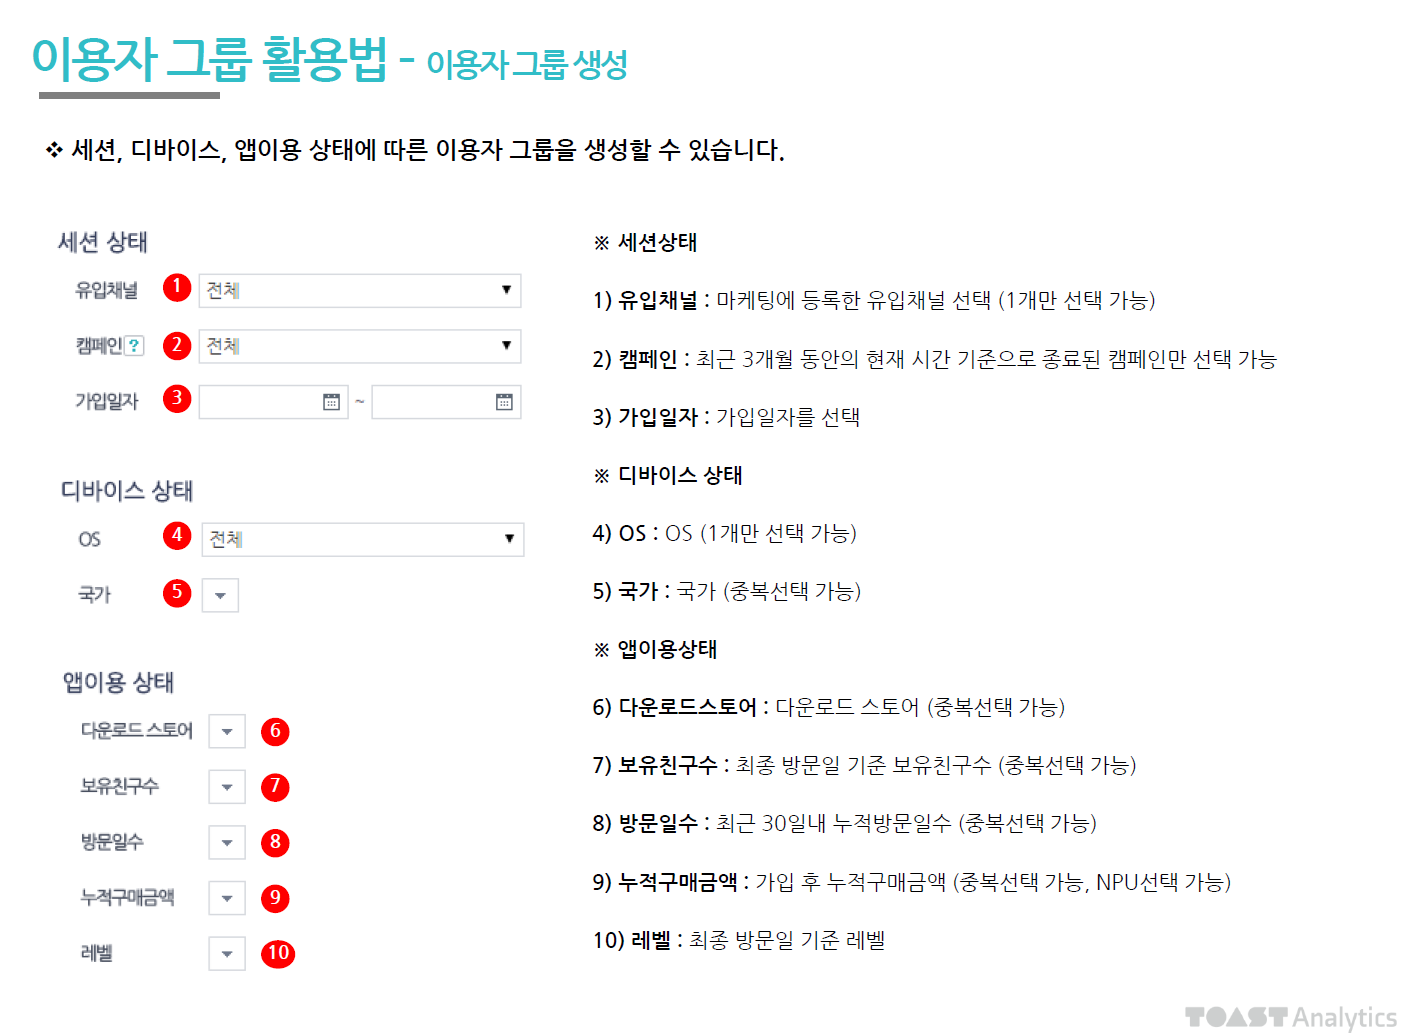 이용자 그룹 활용법 - 이용자 그룹 생성
❖ 세션, 디바이스, 앱이용 상태에 따른 이용자 그룹을 생성할 수 있습니다.
세션 상태
유입채널 1 전체 ▼
캠페인 ? 2 전체 ▼
가입일자 3 ~
디바이스 상태
OS 4 전체 ▼
국가 5
앱이용 상태
다운로드 스토어 6
보유친구수 7
방문일수 8
누적구매금액 9
레벨 10
※ 세션상태
1) 유입채널 : 마케팅에 등록한 유입채널 선택 (1개만 선택 가능)
2) 캠페인 : 최근 3개월 동안의 현재 시간 기준으로 종료된 캠페인만 선택 가능
3) 가입일자 : 가입일자를 선택
※ 디바이스 상태
4) OS : OS (1개만 선택 가능)
5) 국가 : 국가 (중복선택 가능)
※ 앱이용상태
6) 다운로드스토어 : 다운로드 스토어 (중복선택 가능)
7) 보유친구수 : 최종 방문일 기준 보유친구수 (중복선택 가능)
8) 방문일수 : 최근 30일내 누적방문일수 (중복선택 가능)
9) 누적구매금액 : 가입 후 누적구매금액 (중복선택 가능, NPU선택 가능)
10) 레벨 : 최종 방문일 기준 레벨
TOAST Analytics